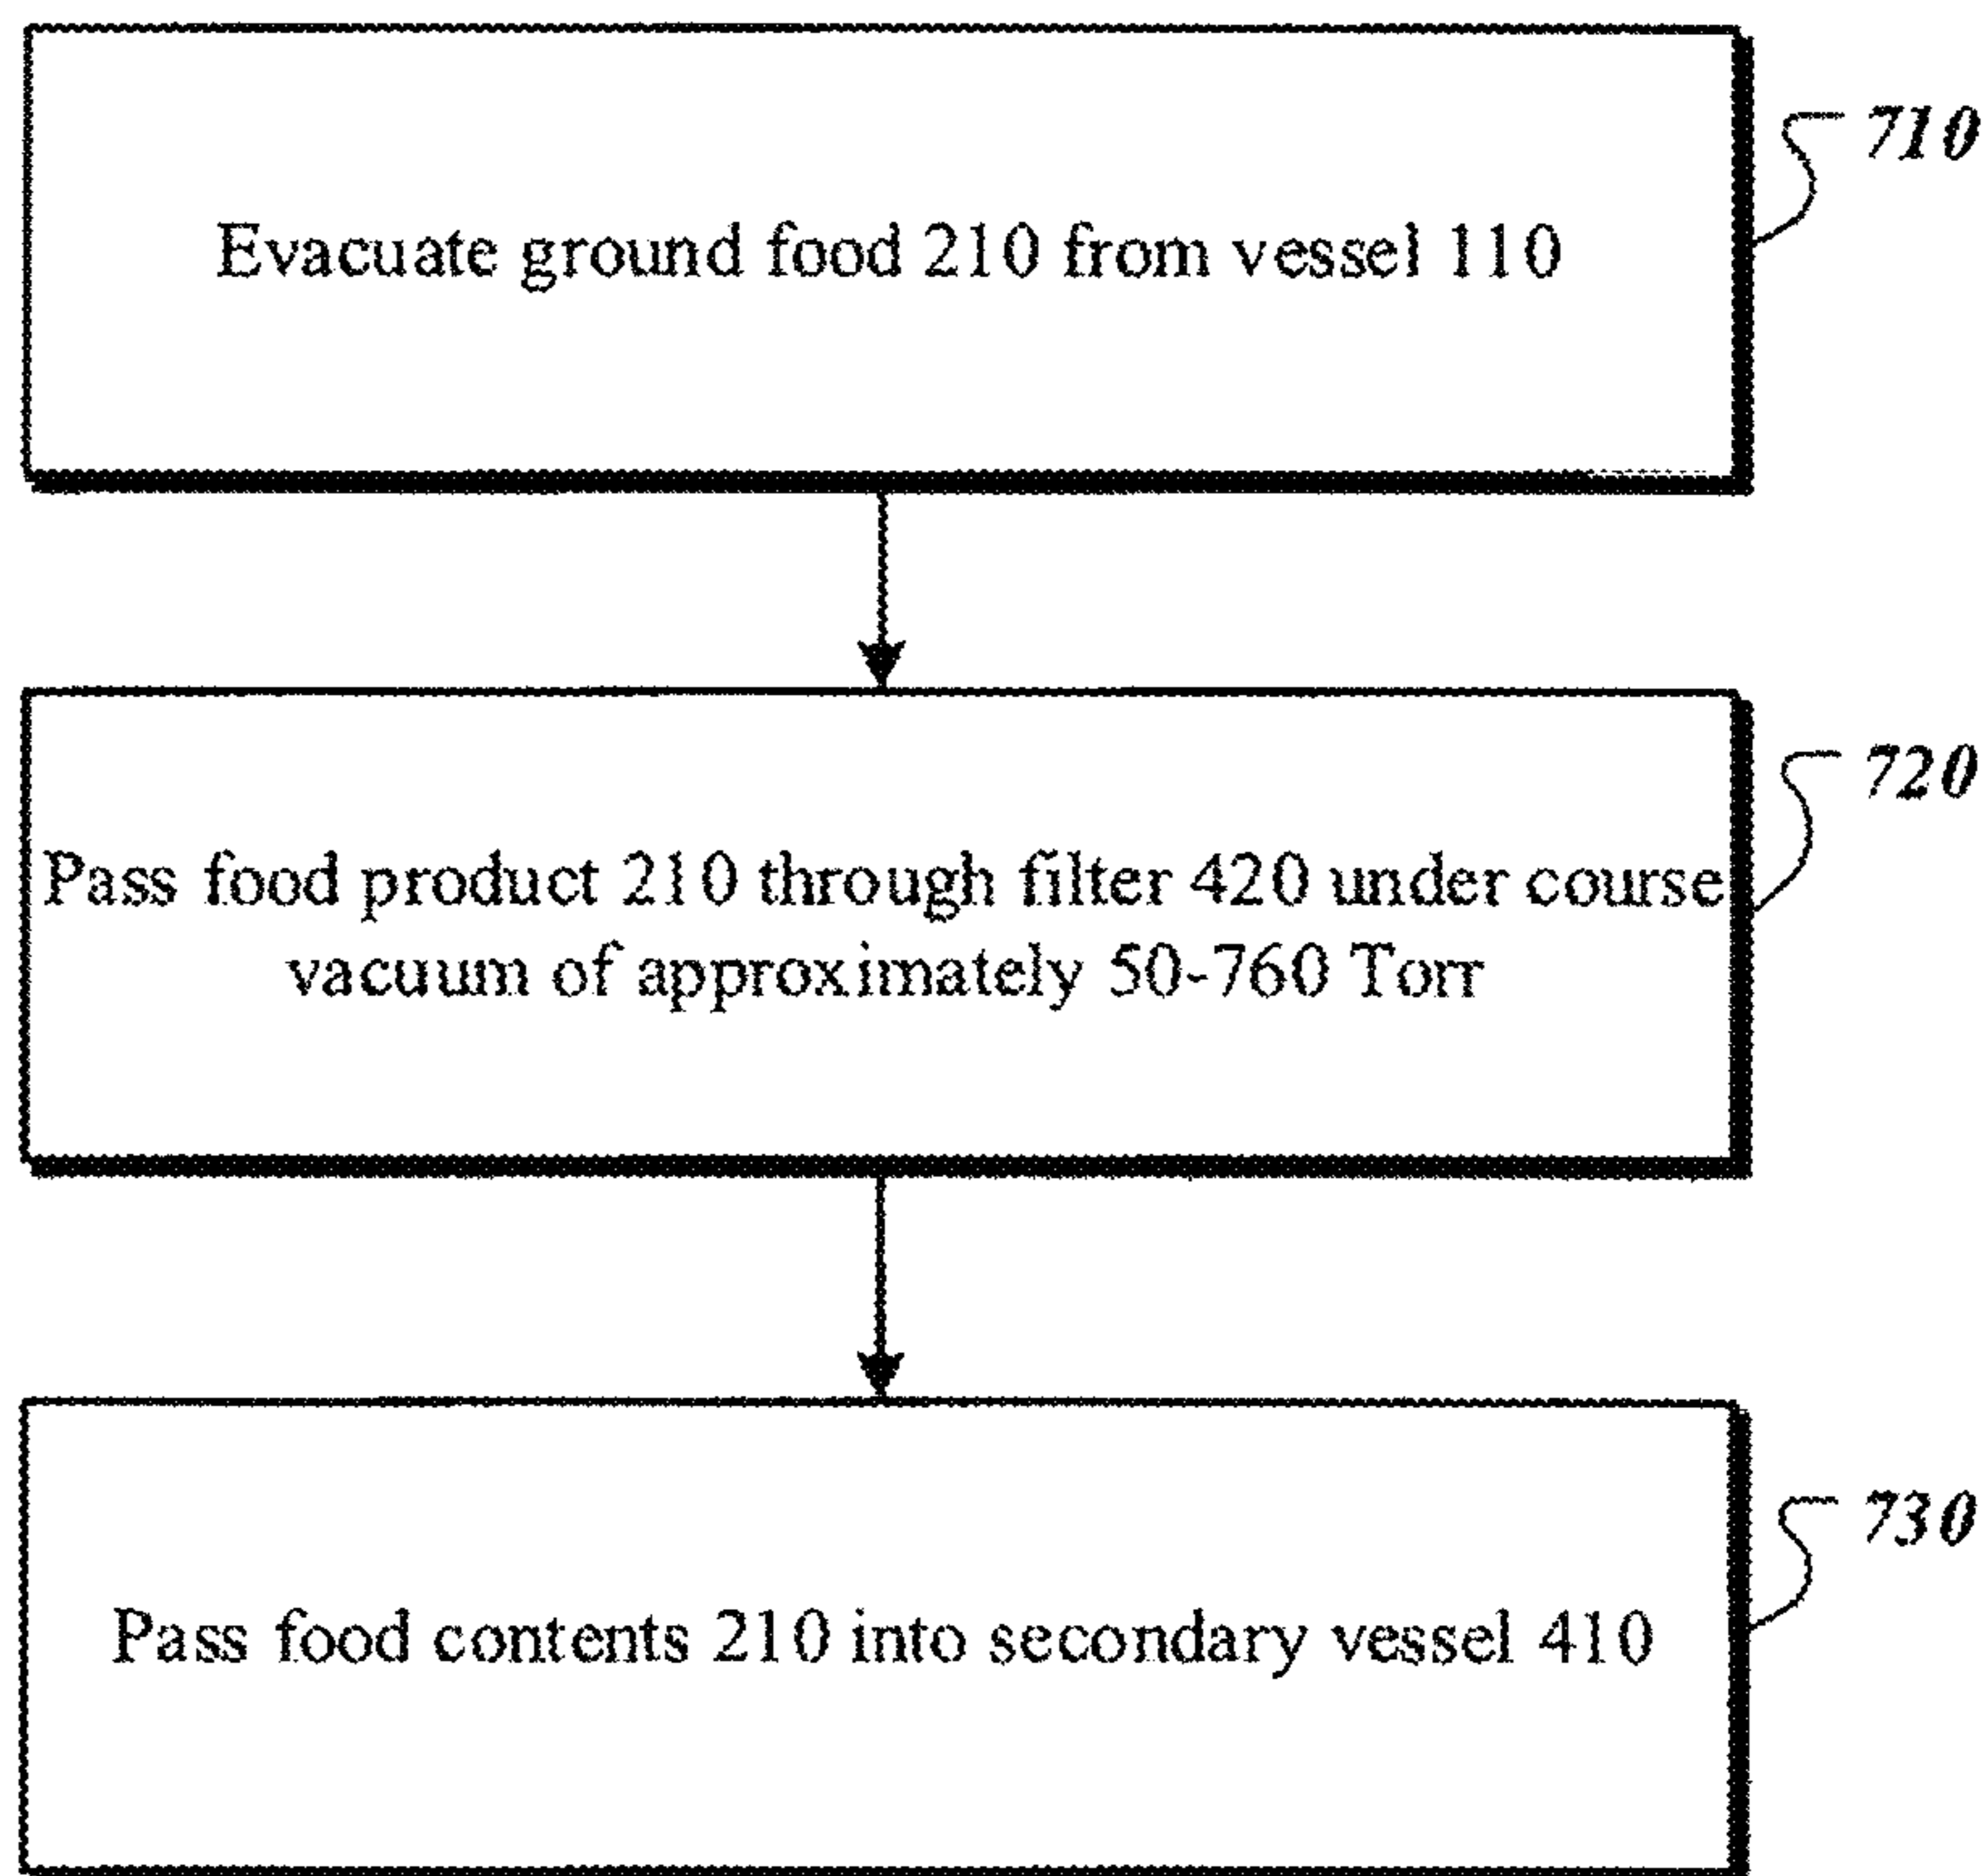 Evacuate ground food 210 from vessel 110
710
Pass food product 210 through filter 420 under course
vacuum of approximately 50-760 Torr
720
Pass food contents 210 into secondary vessel 410
730